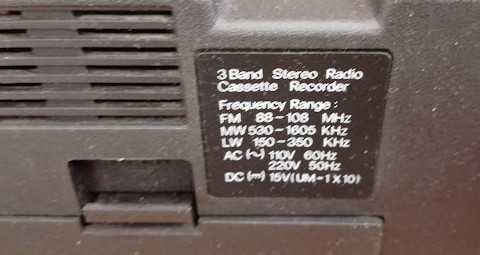 3 Band Stereo Radio
Cassette Recorder
Frequency Range :
FM 88-108 MHz
MW 530-1605 KHz
LW 150-350 KHz
AC (~) 110V 60Hz
220V 50Hz
DC (⎓) 15V (UM-1 X 10)